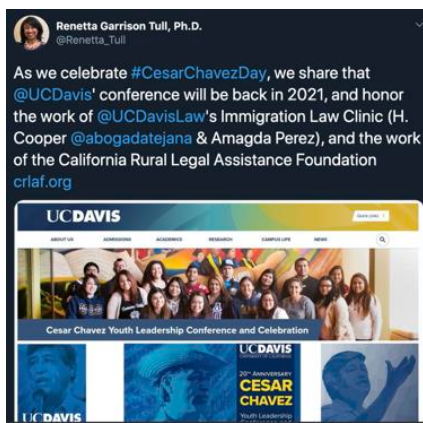 Renetta Garrison Tull, Ph.D.
@Renetta_Tull
As we celebrate #CesarChavezDay, we share that
@UCDavis' conference will be back in 2021, and honor
the work of @UCDavisLaw's Immigration Law Clinic (H.
Cooper @abogadatejana & Amagda Perez), and the work
of the California Rural Legal Assistance Foundation
crlaf.org
UCDAVIS
ABOUT US ADMISSIONS ACADEMICS RESEARCH CAMPUS LIFE NEWS
Cesar Chavez Youth Leadership Conference and Celebration
UCDAVIS
UNIVERSITY OF CALIFORNIA
20TH ANNIVERSARY
CESAR
CHAVEZ
Youth Leadership
UCDAVIS